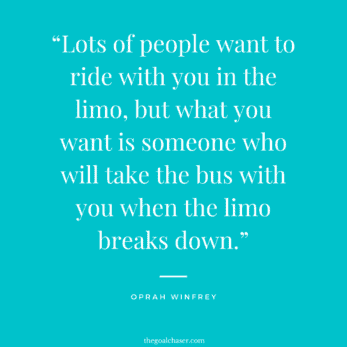 “Lots of people want to
ride with you in the
limo, but what you
want is someone who
will take the bus with
you when the limo
breaks down.”
OPRAH WINFREY
thegoalchaser.com